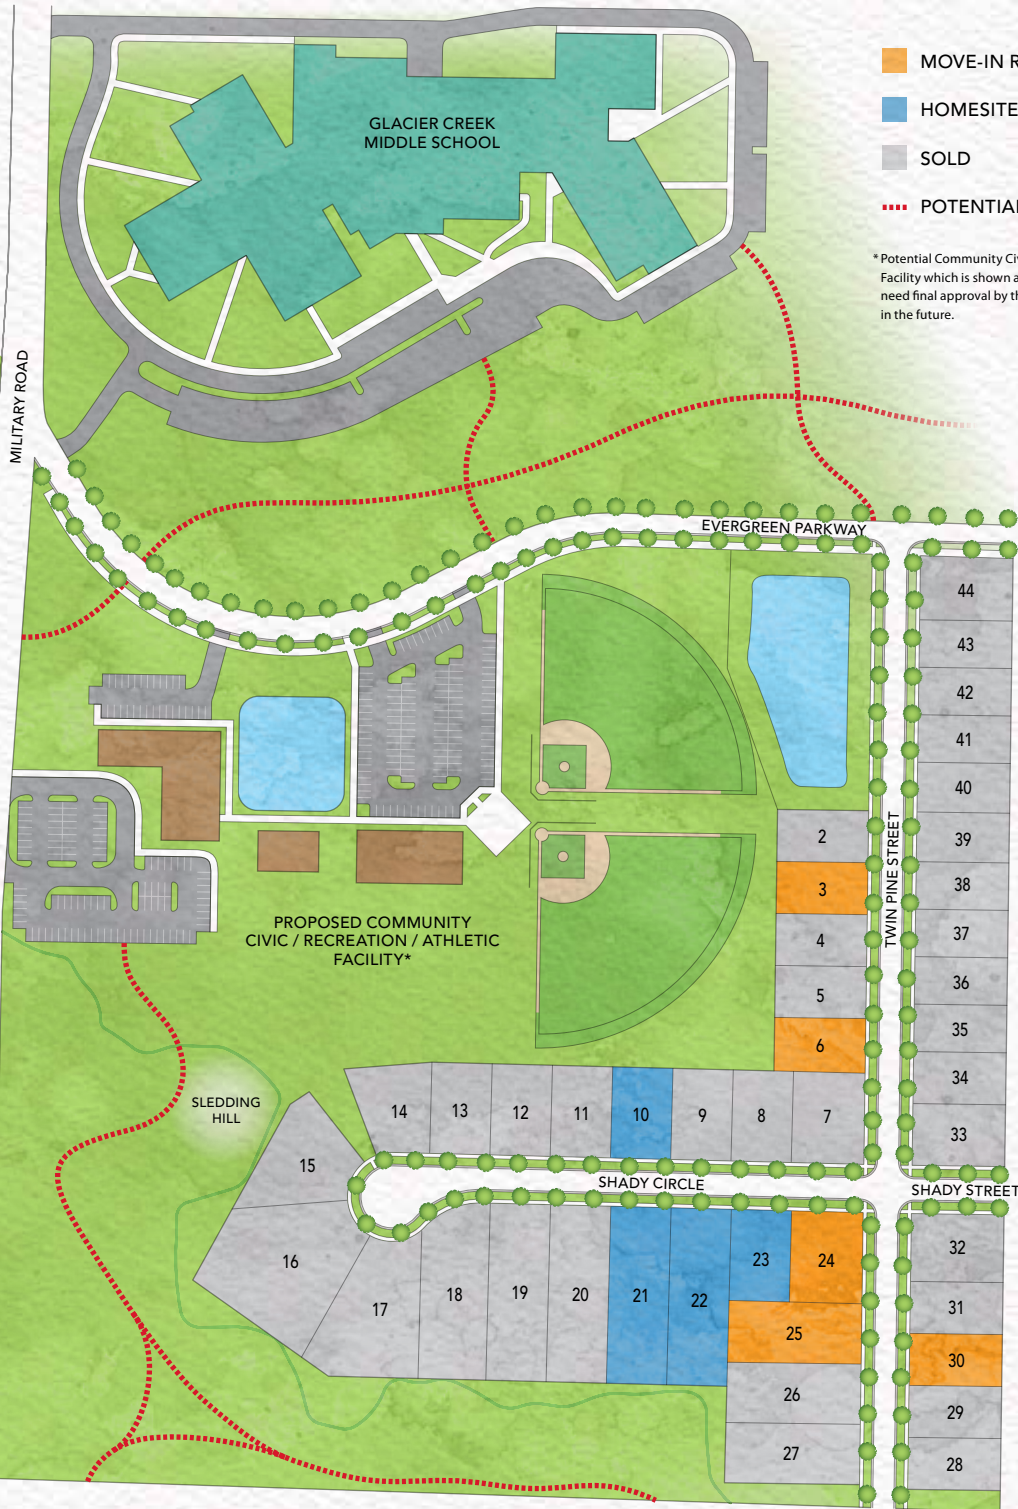 GLACIER CREEK
MIDDLE SCHOOL
MOVE-IN R
HOMESITE
SOLD
POTENTIAL
* Potential Community Civ
Facility which is shown a
need final approval by th
in the future.
MILITARY ROAD
EVERGREEN PARKWAY
TWIN PINE STREET
44
43
42
41
40
39
38
37
36
35
34
33
2
3
4
5
6
PROPOSED COMMUNITY
CIVIC / RECREATION / ATHLETIC
FACILITY*
SLEDDING
HILL
14
13
12
11
10
9
8
7
15
SHADY CIRCLE
SHADY STREET
16
17
18
19
20
21
22
23
24
25
26
27
32
31
30
29
28